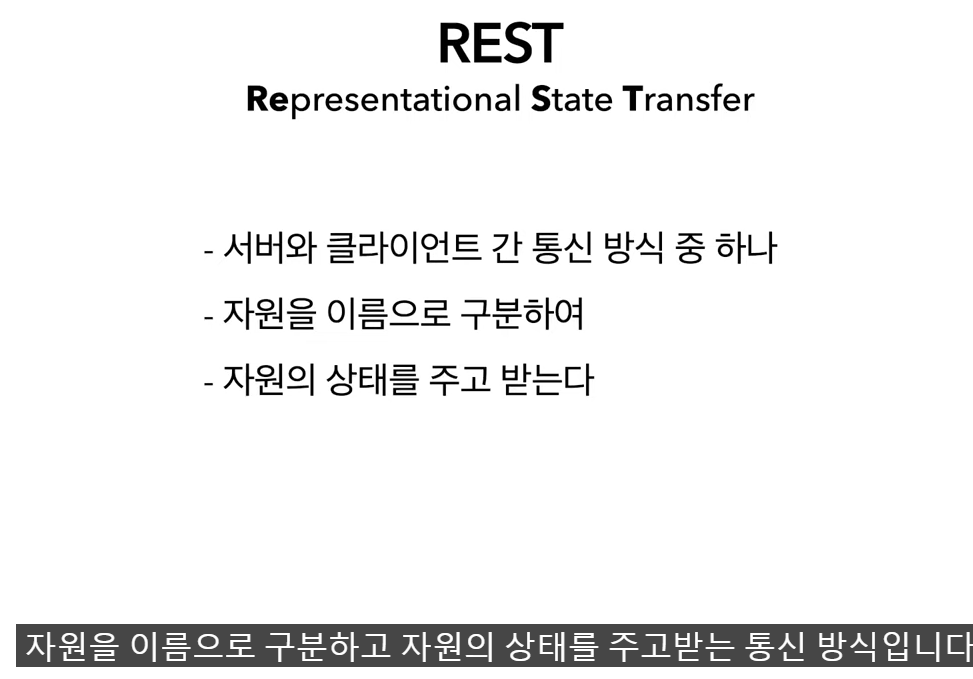 REST
Representational State Transfer
- 서버와 클라이언트 간 통신 방식 중 하나
- 자원을 이름으로 구분하여
- 자원의 상태를 주고 받는다
자원을 이름으로 구분하고 자원의 상태를 주고받는 통신 방식입니다